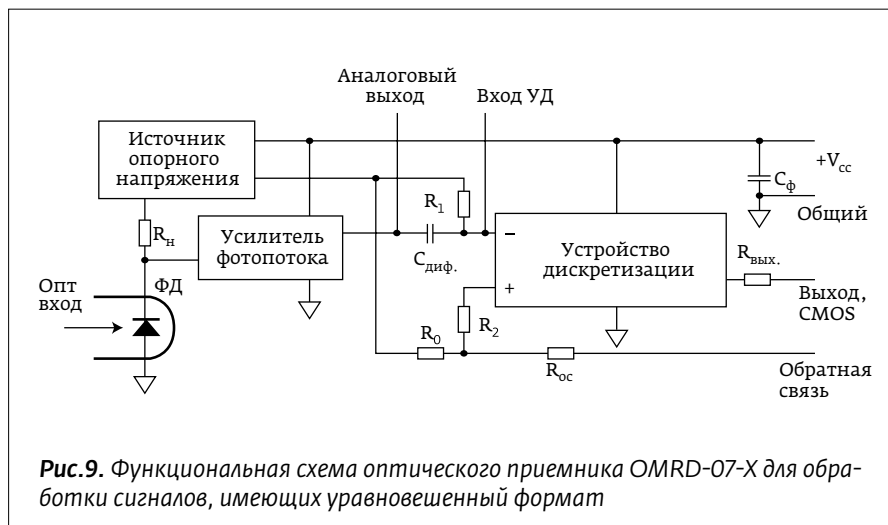 Аналоговый
выход
Вход УД
Источник
опорного
напряжения
+Vcc
Cф
R1
Общий
Rн
Усилитель
фотопотока
Cдиф.
−
Устройство
дискретизации
Rвых.
Опт
вход
ФД
+
Выход,
CMOS
R2
R0
Rос
Обратная
связь
Рис.9. Функциональная схема оптического приемника OMRD-07-X для обра-
ботки сигналов, имеющих уравновешенный формат